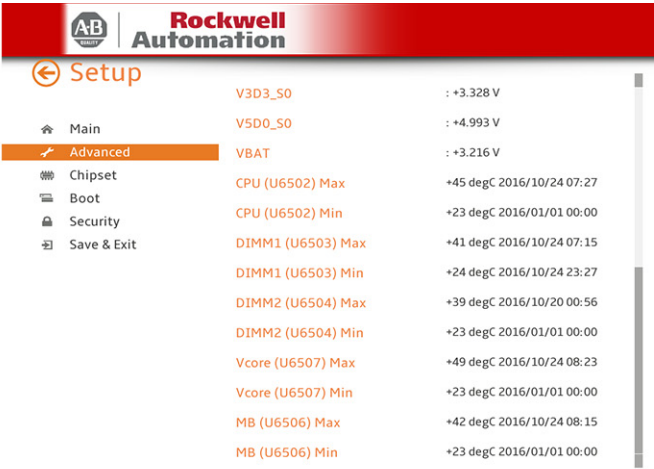 A·B
QUALITY
Rockwell
Automation
Setup
Main
Advanced
Chipset
Boot
Security
Save & Exit
V3D3_S0 : +3.328 V
V5D0_S0 : +4.993 V
VBAT : +3.216 V
CPU (U6502) Max +45 degC 2016/10/24 07:27
CPU (U6502) Min +23 degC 2016/01/01 00:00
DIMM1 (U6503) Max +41 degC 2016/10/24 07:15
DIMM1 (U6503) Min +24 degC 2016/10/24 23:27
DIMM2 (U6504) Max +39 degC 2016/10/20 00:56
DIMM2 (U6504) Min +23 degC 2016/01/01 00:00
Vcore (U6507) Max +49 degC 2016/10/24 08:23
Vcore (U6507) Min +23 degC 2016/01/01 00:00
MB (U6506) Max +42 degC 2016/10/24 08:15
MB (U6506) Min +23 degC 2016/01/01 00:00